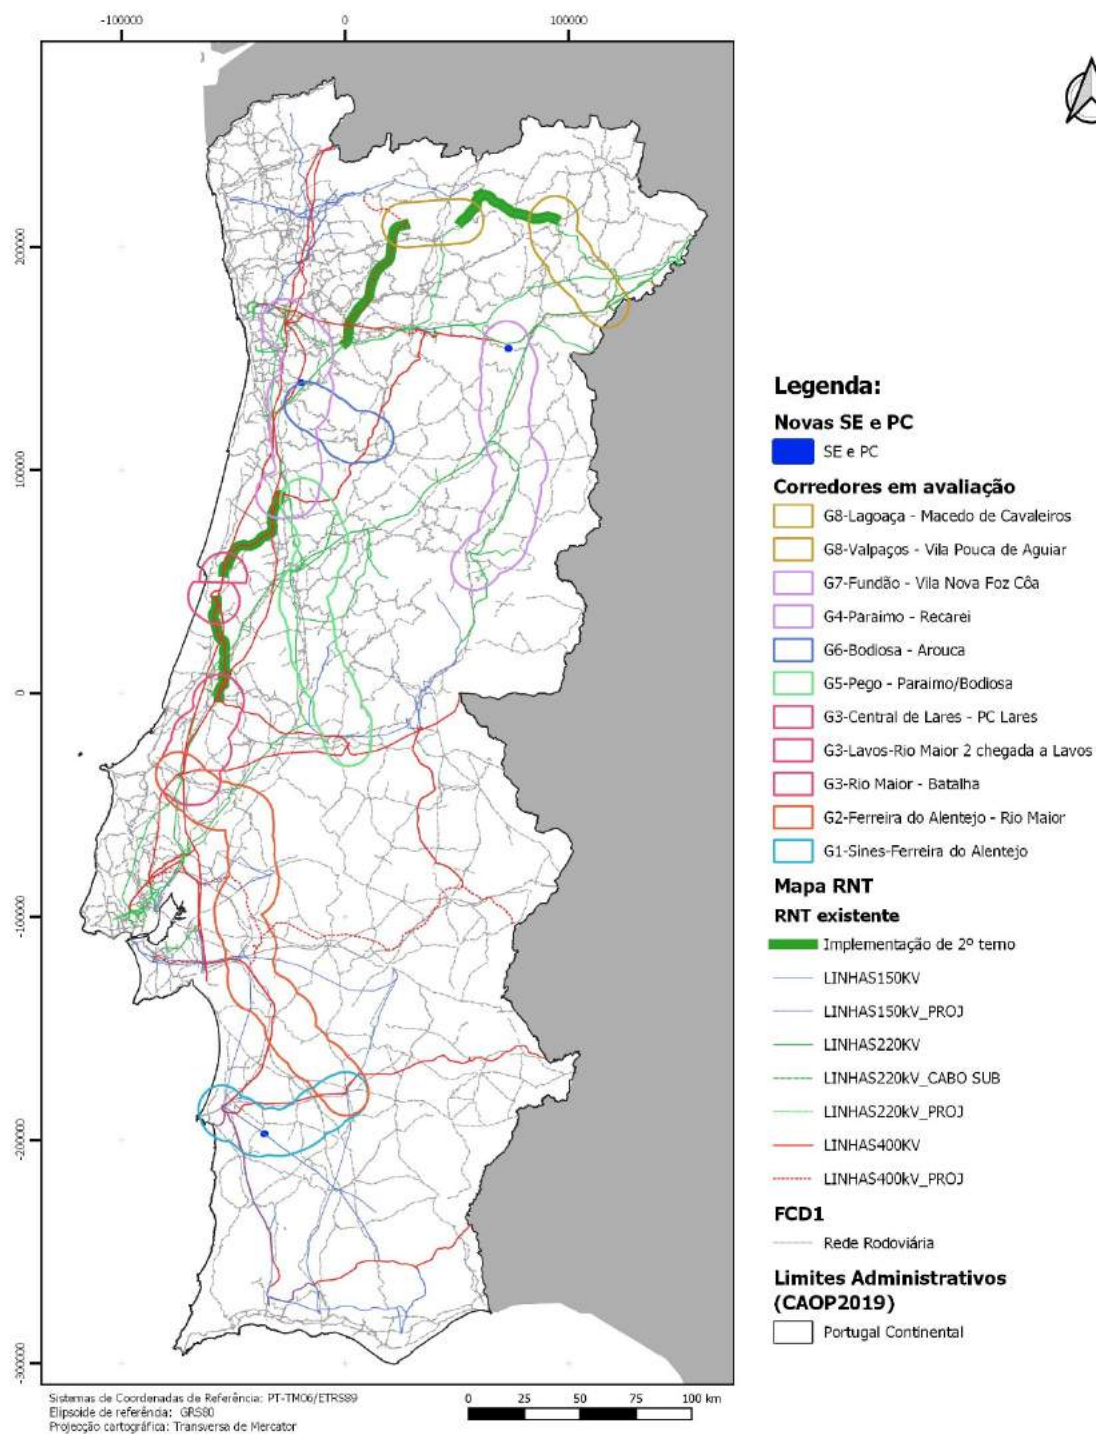 -100000
0
100000
200000
100000
0
-100000
-200000
-300000
Legenda:
Novas SE e PC
SE e PC
Corredores em avaliação
G8-Lagoaça - Macedo de Cavaleiros
G8-Valpaços - Vila Pouca de Aguiar
G7-Fundão - Vila Nova Foz Côa
G4-Paraimo - Recarei
G6-Bodiosa - Arouca
G5-Pego - Paraimo/Bodiosa
G3-Central de Lares - PC Lares
G3-Lavos-Rio Maior 2 chegada a Lavos
G3-Rio Maior - Batalha
G2-Ferreira do Alentejo - Rio Maior
G1-Sines-Ferreira do Alentejo
Mapa RNT
RNT existente
Implementação de 2º terno
LINHAS150KV
LINHAS150kV_PROJ
LINHAS220KV
LINHAS220kV_CABO SUB
LINHAS220kV_PROJ
LINHAS400KV
LINHAS400kV_PROJ
FCD1
Rede Rodoviária
Limites Administrativos
(CAOP2019)
Portugal Continental
Sistemas de Coordenadas de Referência: PT-TM06/ETRS89
Elipsoide de referência: GRS80
Projecção cartográfica: Transversa de Mercator
0 25 50 75 100 km